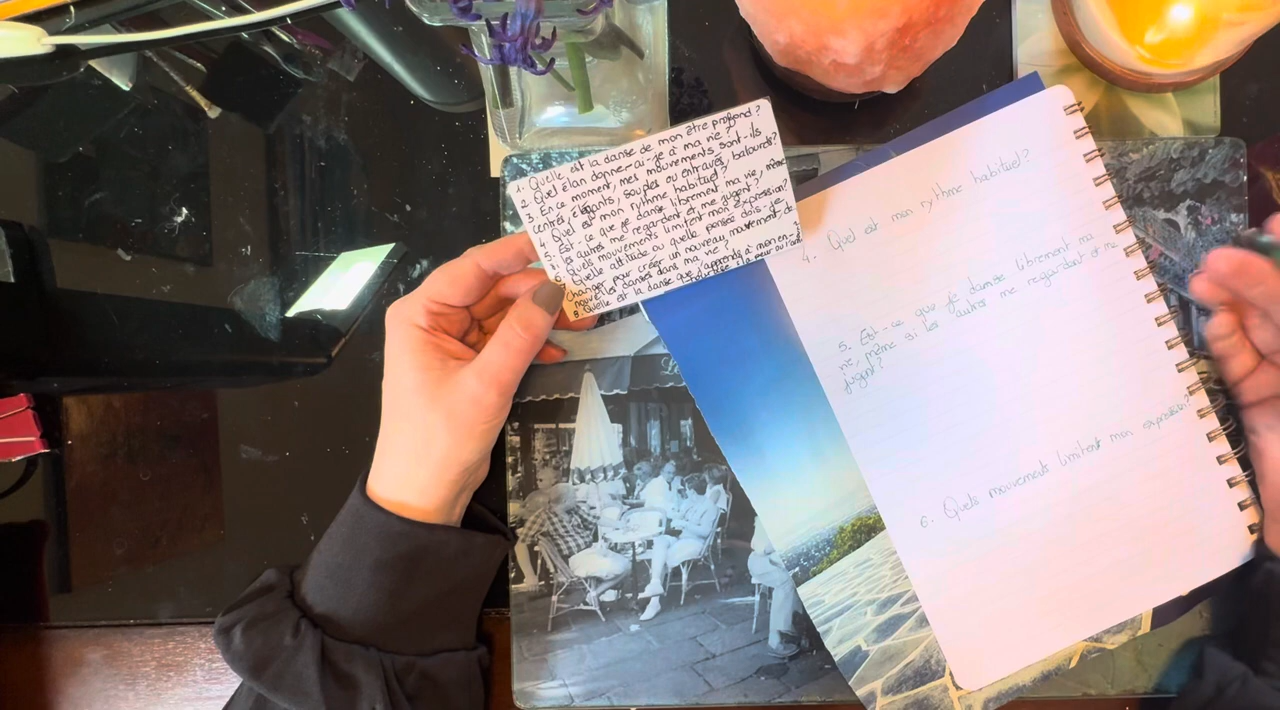 1. Quelle est la danse de mon être profond?
2. Quel élan donnerai-je à ma vie?
3. En ce moment, mes mouvements sont-ils
centrés, élégants, souples ou entravés, balourds?
4. Quel est mon rythme habituel?
5. Est-ce que je danse librement ma vie, même
si les autres me regardent et me jugent?
6. Quels mouvements limitent mon expression?
7. Quelle attitude ou quelle pensée dois-je
changer pour créer un nouveau mouvement, de
nouvelles danses dans ma vie?
8. Quelle est la danse que j'apprends à mon en-
4. Quel est mon rythme habituel?
5. Est-ce que je danse librement ma
vie, même si les autres me regardent et me
jugent?
6. Quels mouvements limitent mon expression?